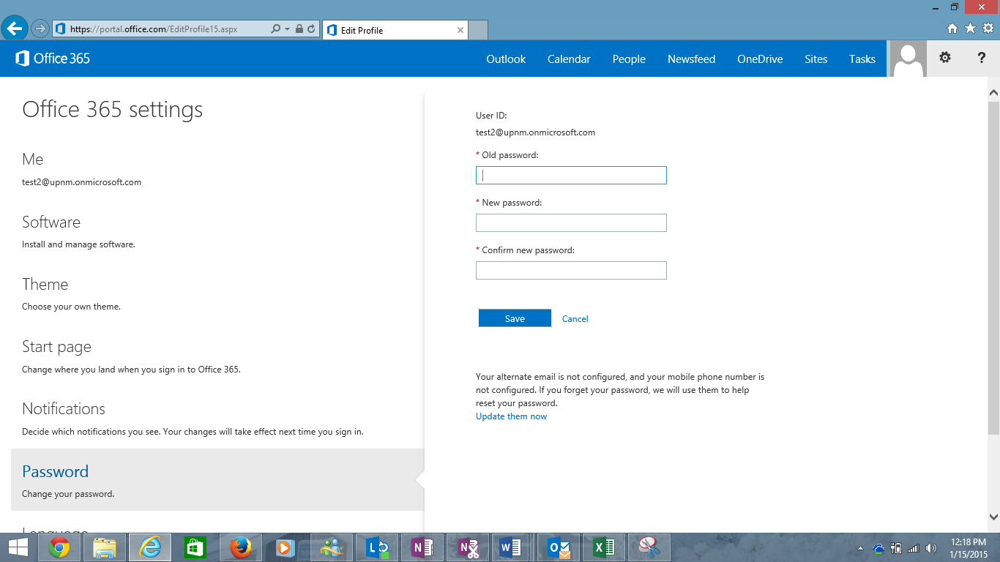 https://portal.office.com/EditProfile15.aspx
Edit Profile
Office 365
Outlook
Calendar
People
Newsfeed
OneDrive
Sites
Tasks
?
Office 365 settings
Me
test2@upnm.onmicrosoft.com
Software
Install and manage software.
Theme
Choose your own theme.
Start page
Change where you land when you sign in to Office 365.
Notifications
Decide which notifications you see. Your changes will take effect next time you sign in.
Password
Change your password.
Language
User ID:
test2@upnm.onmicrosoft.com
* Old password:
* New password:
* Confirm new password:
Save
Cancel
Your alternate email is not configured, and your mobile phone number is
not configured. If you forget your password, we will use them to help
reset your password.
Update them now
12:18 PM
1/15/2015